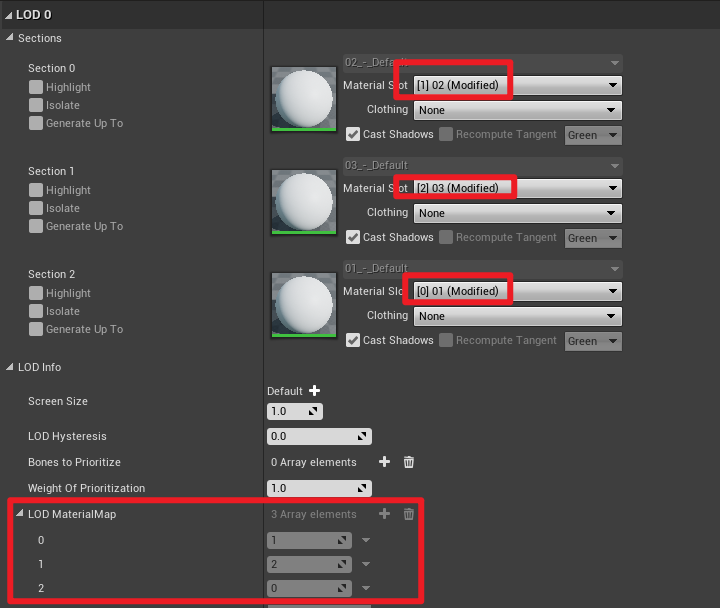 LOD 0
Sections
Section 0
Highlight
Isolate
Generate Up To
02_-_Default
Material Slot [1] 02 (Modified)
Clothing None
Cast Shadows Recompute Tangent Green
Section 1
Highlight
Isolate
Generate Up To
03_-_Default
Material Slot [2] 03 (Modified)
Clothing None
Cast Shadows Recompute Tangent Green
Section 2
Highlight
Isolate
Generate Up To
01_-_Default
Material Slot [0] 01 (Modified)
Clothing None
Cast Shadows Recompute Tangent Green
LOD Info
Default
Screen Size 1.0
LOD Hysteresis 0.0
Bones to Prioritize 0 Array elements
Weight Of Prioritization 1.0
LOD MaterialMap 3 Array elements
0 1
1 2
2 0